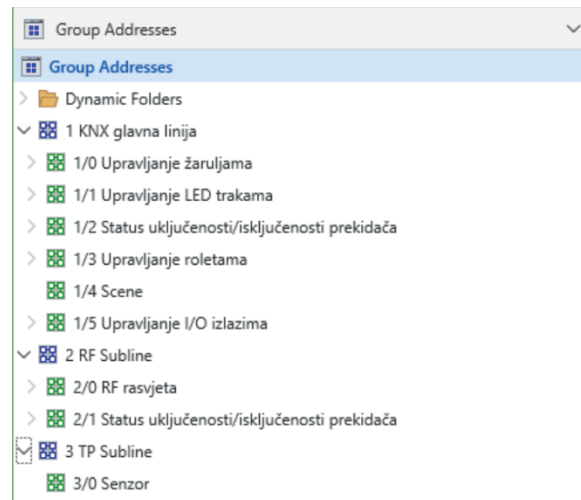 Group Addresses
Group Addresses
Dynamic Folders
1 KNX glavna linija
1/0 Upravljanje žaruljama
1/1 Upravljanje LED trakama
1/2 Status uključenosti/isključenosti prekidača
1/3 Upravljanje roletama
1/4 Scene
1/5 Upravljanje I/O izlazima
2 RF Subline
2/0 RF rasvjeta
2/1 Status uključenosti/isključenosti prekidača
3 TP Subline
3/0 Senzor